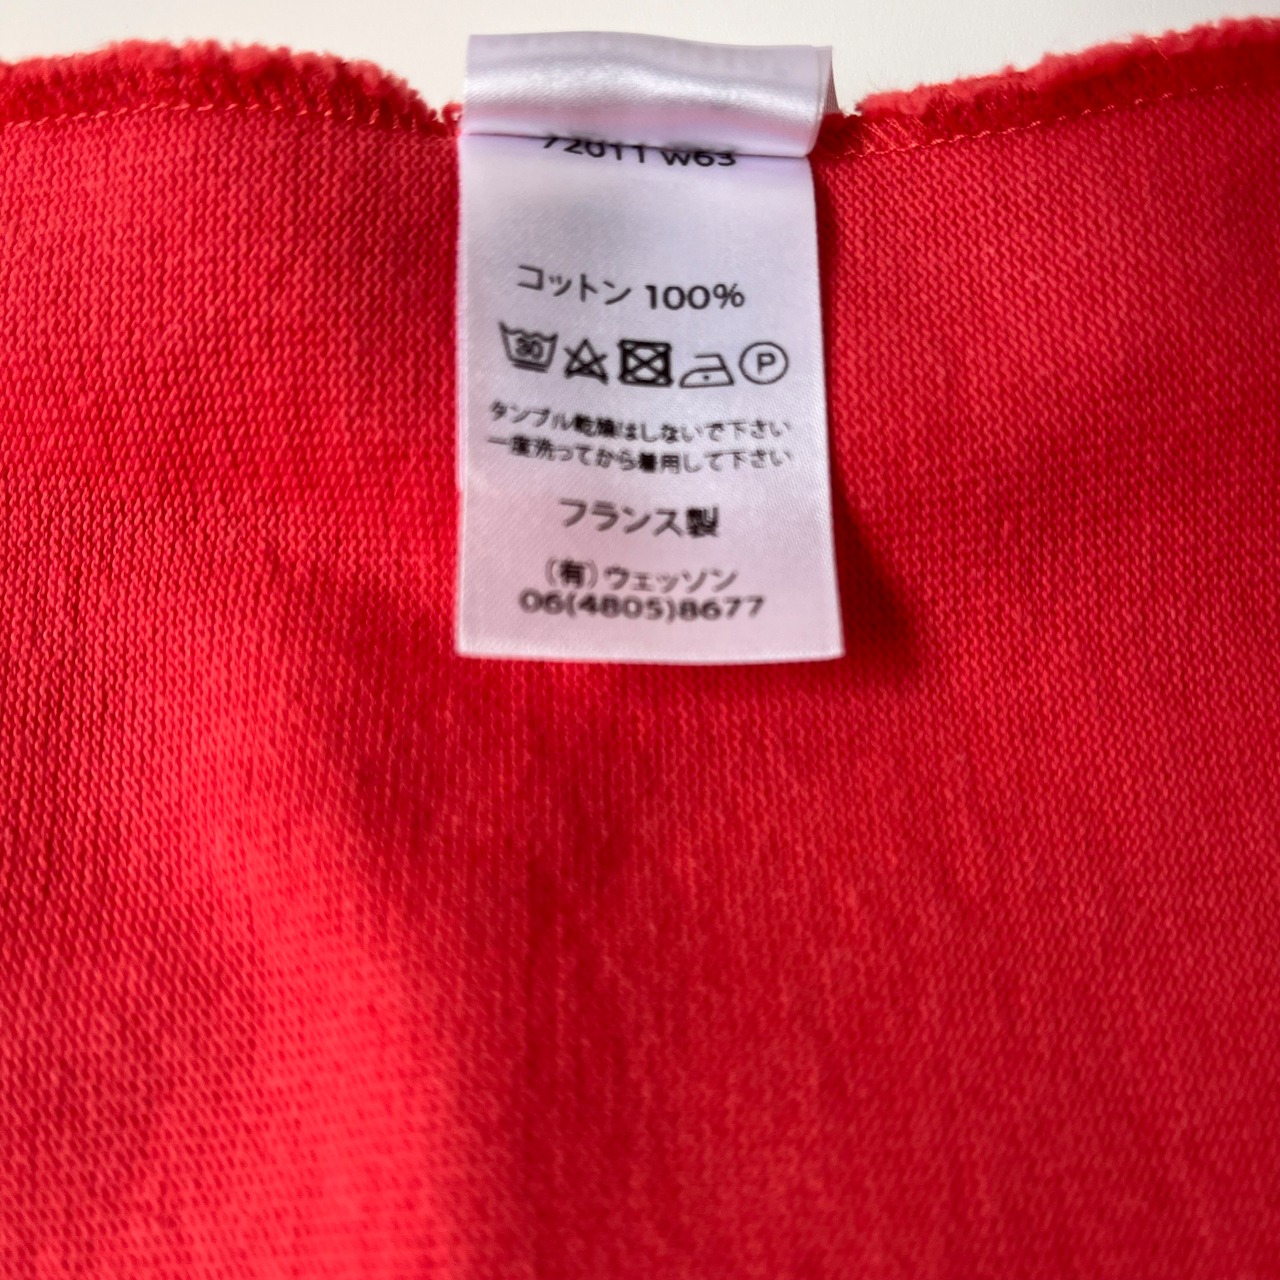 72011 w63
コットン 100%
30
P
タンブル乾燥はしないで下さい
一度洗ってから着用して下さい
フランス製
(有)ウェッソン
06(4805)8677